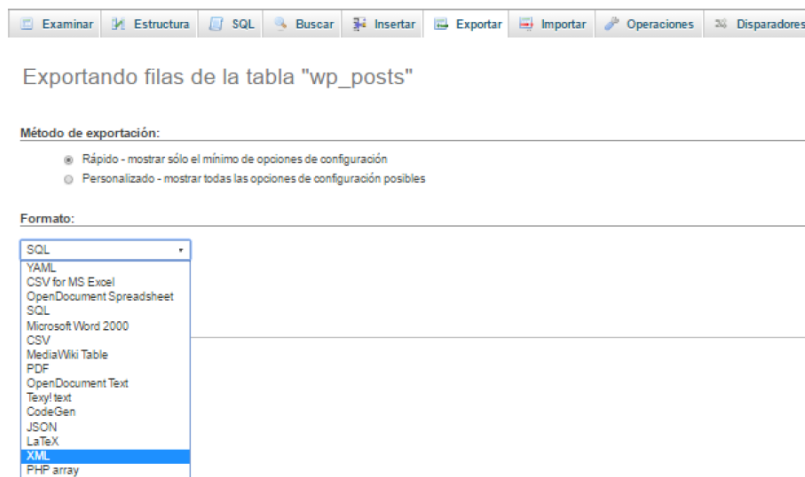 Examinar Estructura SQL Buscar Insertar Exportar Importar Operaciones Disparadores
Exportando filas de la tabla "wp_posts"
Método de exportación:
Rápido - mostrar sólo el mínimo de opciones de configuración
Personalizado - mostrar todas las opciones de configuración posibles
Formato:
SQL
YAML
CSV for MS Excel
OpenDocument Spreadsheet
SQL
Microsoft Word 2000
CSV
MediaWiki Table
PDF
OpenDocument Text
Texy! text
CodeGen
JSON
LaTeX
XML
PHP array